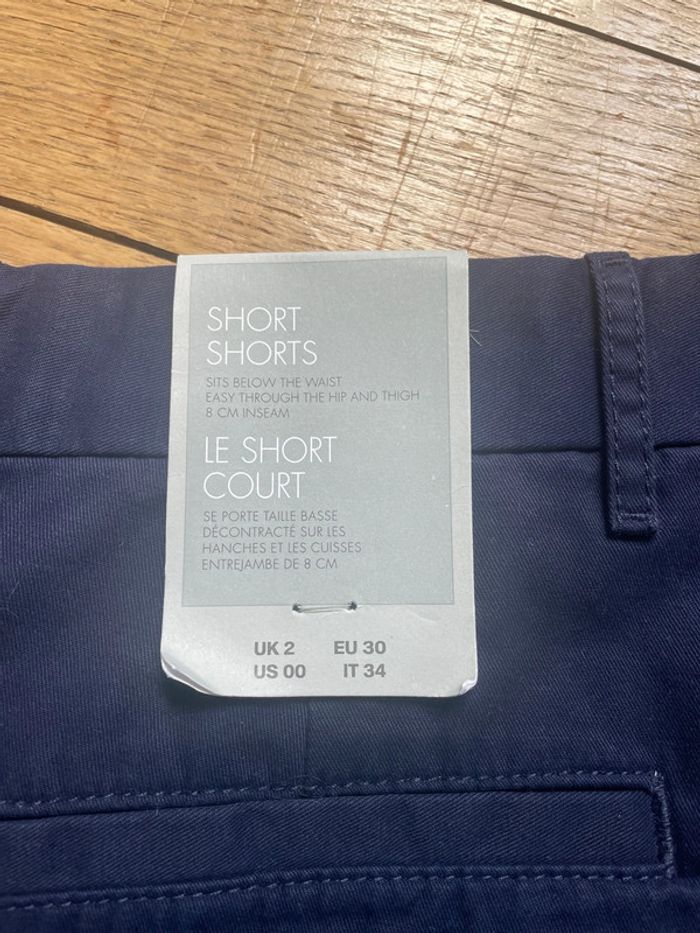 SHORT
SHORTS
SITS BELOW THE WAIST
EASY THROUGH THE HIP AND THIGH
8 CM INSEAM
LE SHORT
COURT
SE PORTE TAILLE BASSE
DÉCONTRACTÉ SUR LES
HANCHES ET LES CUISSES
ENTREJAMBE DE 8 CM
UK 2 EU 30
US 00 IT 34